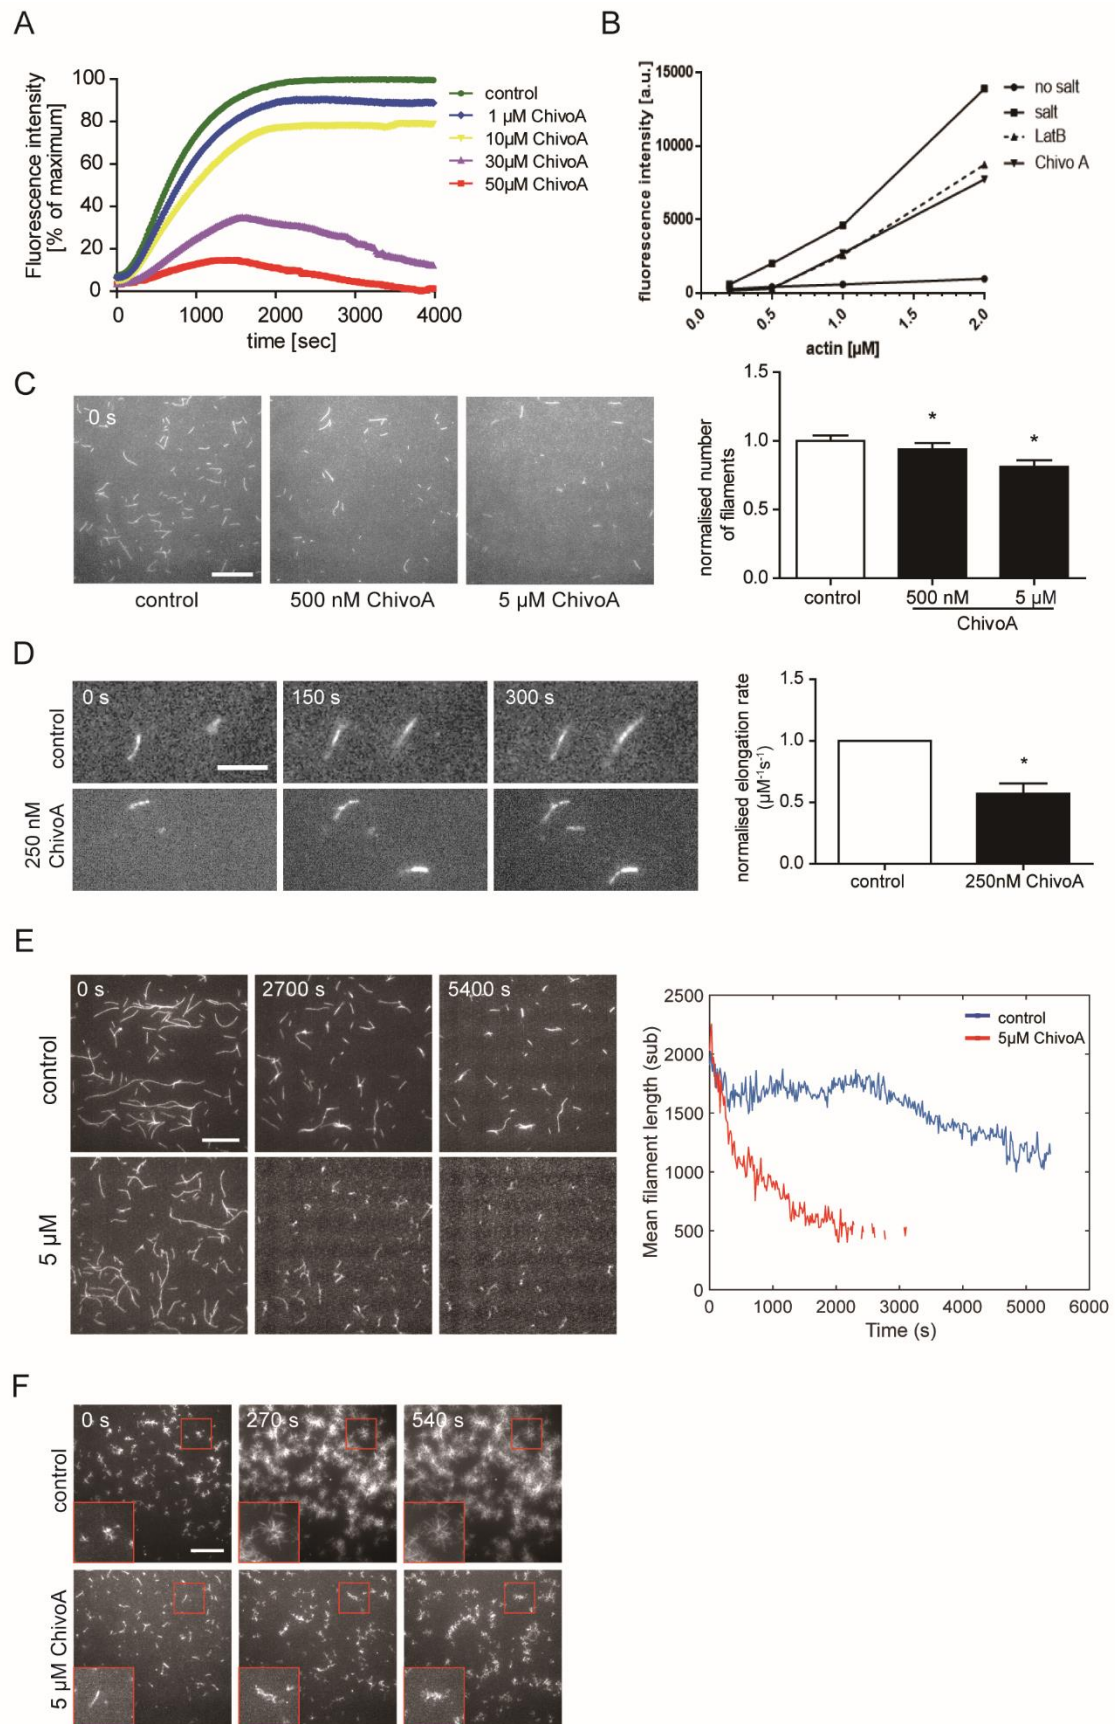 A
Fluorescence intensity
[% of maximum]
100
80
60
40
20
0
0 1000 2000 3000 4000
time [sec]
control
1 µM ChivoA
10µM ChivoA
30µM ChivoA
50µM ChivoA
B
fluorescence intensity [a.u.]
15000
10000
5000
0
0.0 0.5 1.0 1.5 2.0
actin [µM]
no salt
salt
LatB
Chivo A
C
0 s
control
500 nM ChivoA
5 µM ChivoA
normalised number
of filaments
1.5
1.0
0.5
0.0
* *
control 500 nM 5 µM
ChivoA
D
control
0 s
150 s
300 s
250 nM
ChivoA
normalised elongation rate
(µM⁻¹s⁻¹)
1.5
1.0
0.5
0.0
*
control 250nM ChivoA
E
control
0 s
2700 s
5400 s
5 µM
Mean filament length (sub)
2500
2000
1500
1000
500
0
0 1000 2000 3000 4000 5000 6000
Time (s)
control
5µM ChivoA
F
control
0 s
270 s
540 s
5 µM ChivoA